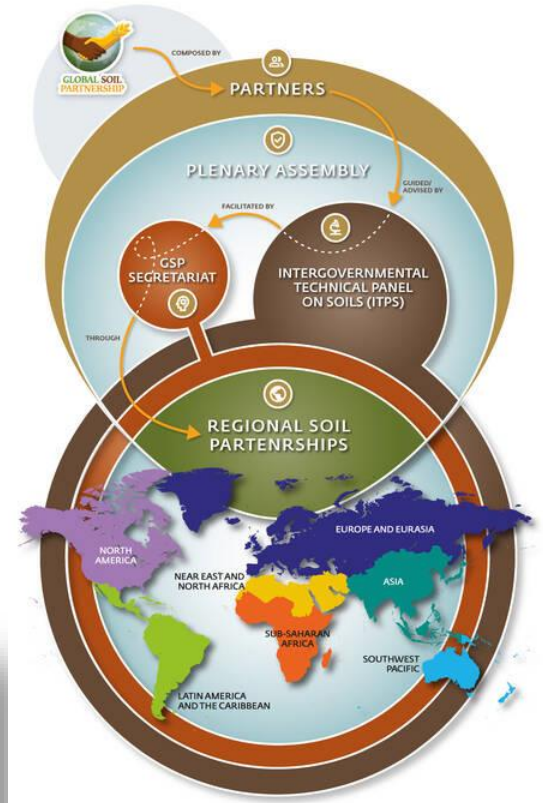 GLOBAL SOIL
PARTNERSHIP
COMPOSED BY
PARTNERS
PLENARY ASSEMBLY
GUIDED/
ADVISED BY
FACILITATED BY
GSP
SECRETARIAT
INTERGOVERNMENTAL
TECHNICAL PANEL
ON SOILS (ITPS)
THROUGH
REGIONAL SOIL
PARTENRSHIPS
NORTH
AMERICA
EUROPE AND EURASIA
NEAR EAST AND
NORTH AFRICA
ASIA
SUB-SAHARAN
AFRICA
SOUTHWEST
PACIFIC
LATIN AMERICA
AND THE CARIBBEAN